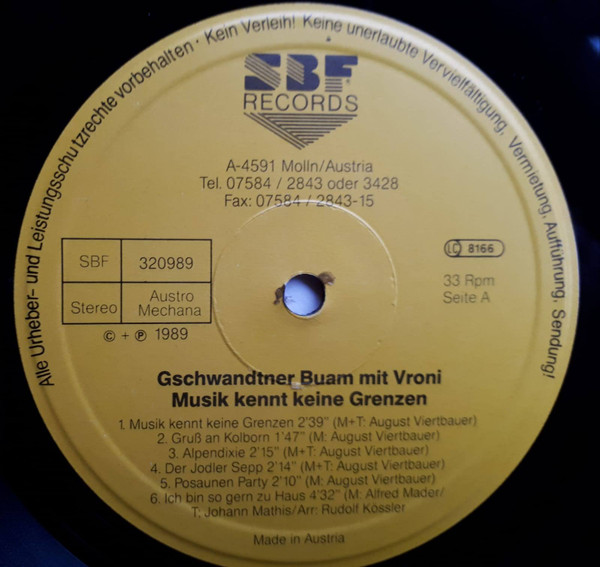 Alle Urheber- und Leistungsschutzrechte vorbehalten · Kein Verleih! Keine unerlaubte Vervielfältigung, Vermietung, Aufführung, Sendung!
SBF
RECORDS
A-4591 Molln/Austria
Tel. 07584 / 2843 oder 3428
Fax: 07584 / 2843-15
SBF 320989
Stereo Austro Mechana
© + ℗ 1989
LC 8166
33 Rpm
Seite A
Gschwandtner Buam mit Vroni
Musik kennt keine Grenzen
1. Musik kennt keine Grenzen 2'39" (M+T: August Viertbauer)
2. Gruß an Kolborn 1'47" (M: August Viertbauer)
3. Alpendixie 2'15" (M+T: August Viertbauer)
4. Der Jodler Sepp 2'14" (M+T: August Viertbauer)
5. Posaunen Party 2'10" (M: August Viertbauer)
6. Ich bin so gern zu Haus 4'32" (M: Alfred Mader/
T: Johann Mathis/Arr: Rudolf Kössler
Made in Austria